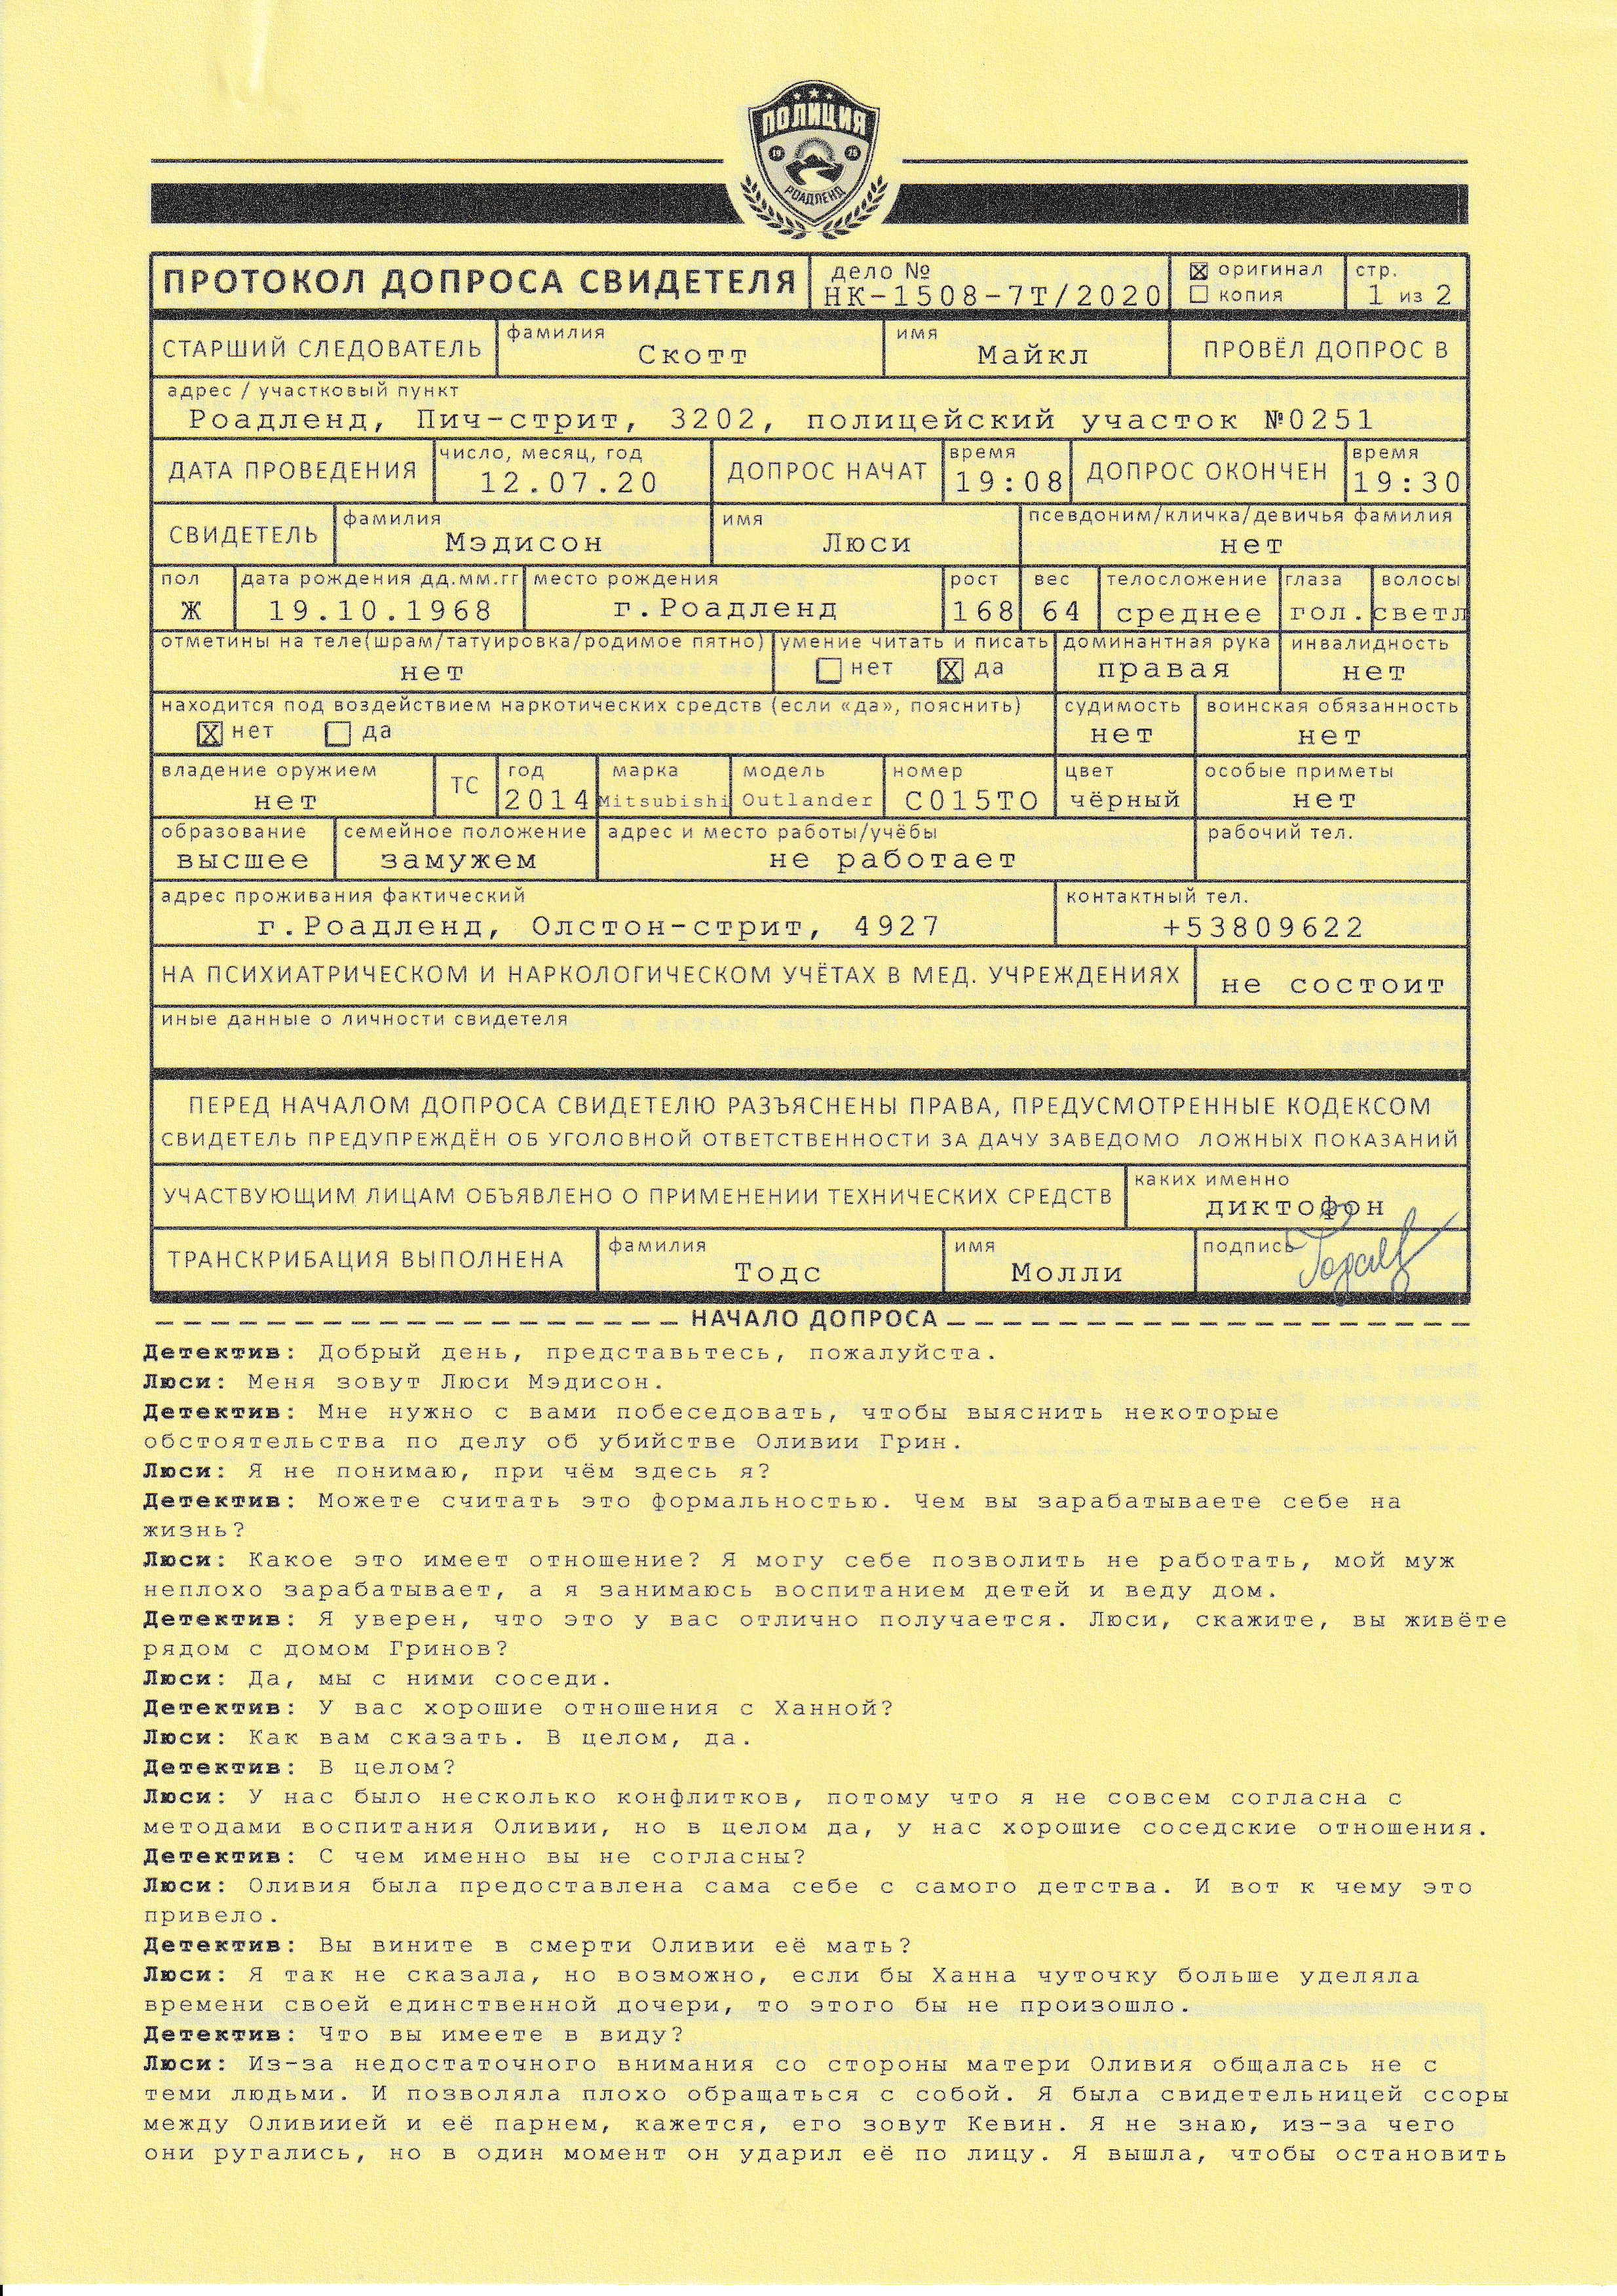 ПОЛИЦИЯ
19 25
РОАДЛЕНД
ПРОТОКОЛ ДОПРОСА СВИДЕТЕЛЯ
дело №
НК-1508-7Т/2020
☒ оригинал
☐ копия
стр.
1 из 2
СТАРШИЙ СЛЕДОВАТЕЛЬ
фамилия
Скотт
имя
Майкл
ПРОВЁЛ ДОПРОС В
адрес / участковый пункт
Роадленд, Пич-стрит, 3202, полицейский участок №0251
ДАТА ПРОВЕДЕНИЯ
число, месяц, год
12.07.20
ДОПРОС НАЧАТ
время
19:08
ДОПРОС ОКОНЧЕН
время
19:30
СВИДЕТЕЛЬ
фамилия
Мэдисон
имя
Люси
псевдоним/кличка/девичья фамилия
нет
пол
Ж
дата рождения дд.мм.гг
19.10.1968
место рождения
г.Роадленд
рост
168
вес
64
телосложение
среднее
глаза
гол.
волосы
светл
отметины на теле(шрам/татуировка/родимое пятно)
нет
умение читать и писать
☐ нет ☒ да
доминантная рука
правая
инвалидность
нет
находится под воздействием наркотических средств (если «да», пояснить)
☒ нет ☐ да
судимость
нет
воинская обязанность
нет
владение оружием
нет
ТС
год
2014
марка
Mitsubishi
модель
Outlander
номер
С015ТО
цвет
чёрный
особые приметы
нет
образование
высшее
семейное положение
замужем
адрес и место работы/учёбы
не работает
рабочий тел.
адрес проживания фактический
г.Роадленд, Олстон-стрит, 4927
контактный тел.
+53809622
НА ПСИХИАТРИЧЕСКОМ И НАРКОЛОГИЧЕСКОМ УЧЁТАХ В МЕД. УЧРЕЖДЕНИЯХ
не состоит
иные данные о личности свидетеля
ПЕРЕД НАЧАЛОМ ДОПРОСА СВИДЕТЕЛЮ РАЗЪЯСНЕНЫ ПРАВА, ПРЕДУСМОТРЕННЫЕ КОДЕКСОМ
СВИДЕТЕЛЬ ПРЕДУПРЕЖДЁН ОБ УГОЛОВНОЙ ОТВЕТСТВЕННОСТИ ЗА ДАЧУ ЗАВЕДОМО ЛОЖНЫХ ПОКАЗАНИЙ
УЧАСТВУЮЩИМ ЛИЦАМ ОБЪЯВЛЕНО О ПРИМЕНЕНИИ ТЕХНИЧЕСКИХ СРЕДСТВ
каких именно
диктофон
ТРАНСКРИБАЦИЯ ВЫПОЛНЕНА
фамилия
Тодс
имя
Молли
подпись
НАЧАЛО ДОПРОСА
Детектив: Добрый день, представьтесь, пожалуйста.
Люси: Меня зовут Люси Мэдисон.
Детектив: Мне нужно с вами побеседовать, чтобы выяснить некоторые
обстоятельства по делу об убийстве Оливии Грин.
Люси: Я не понимаю, при чём здесь я?
Детектив: Можете считать это формальностью. Чем вы зарабатываете себе на
жизнь?
Люси: Какое это имеет отношение? Я могу себе позволить не работать, мой муж
неплохо зарабатывает, а я занимаюсь воспитанием детей и веду дом.
Детектив: Я уверен, что это у вас отлично получается. Люси, скажите, вы живёте
рядом с домом Гринов?
Люси: Да, мы с ними соседи.
Детектив: У вас хорошие отношения с Ханной?
Люси: Как вам сказать. В целом, да.
Детектив: В целом?
Люси: У нас было несколько конфлитков, потому что я не совсем согласна с
методами воспитания Оливии, но в целом да, у нас хорошие соседские отношения.
Детектив: С чем именно вы не согласны?
Люси: Оливия была предоставлена сама себе с самого детства. И вот к чему это
привело.
Детектив: Вы вините в смерти Оливии её мать?
Люси: Я так не сказала, но возможно, если бы Ханна чуточку больше уделяла
времени своей единственной дочери, то этого бы не произошло.
Детектив: Что вы имеете в виду?
Люси: Из-за недостаточного внимания со стороны матери Оливия общалась не с
теми людьми. И позволяла плохо обращаться с собой. Я была свидетельницей ссоры
между Оливиией и её парнем, кажется, его зовут Кевин. Я не знаю, из-за чего
они ругались, но в один момент он ударил её по лицу. Я вышла, чтобы остановить